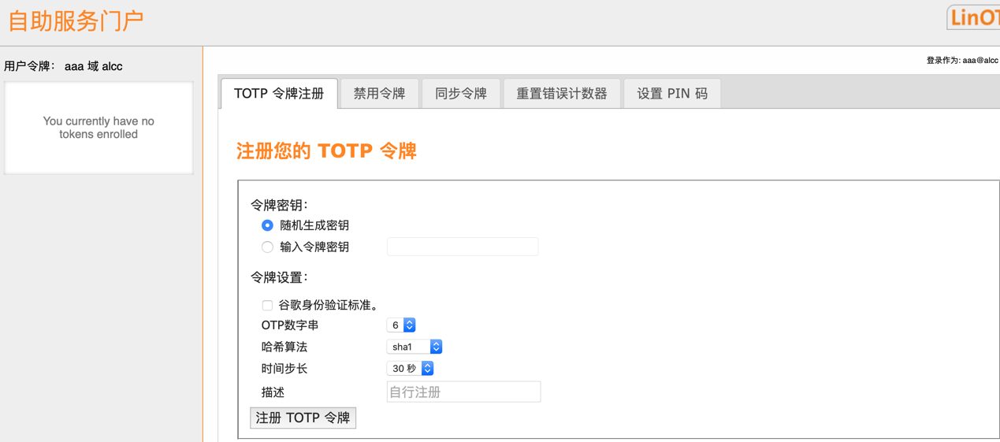 自助服务门户
LinOT
用户令牌： aaa 域 alcc
登录作为: aaa@alcc
You currently have no
tokens enrolled
TOTP 令牌注册
禁用令牌
同步令牌
重置错误计数器
设置 PIN 码
注册您的 TOTP 令牌
令牌密钥：
随机生成密钥
输入令牌密钥
令牌设置：
谷歌身份验证标准。
OTP数字串 6
哈希算法 sha1
时间步长 30 秒
描述 自行注册
注册 TOTP 令牌